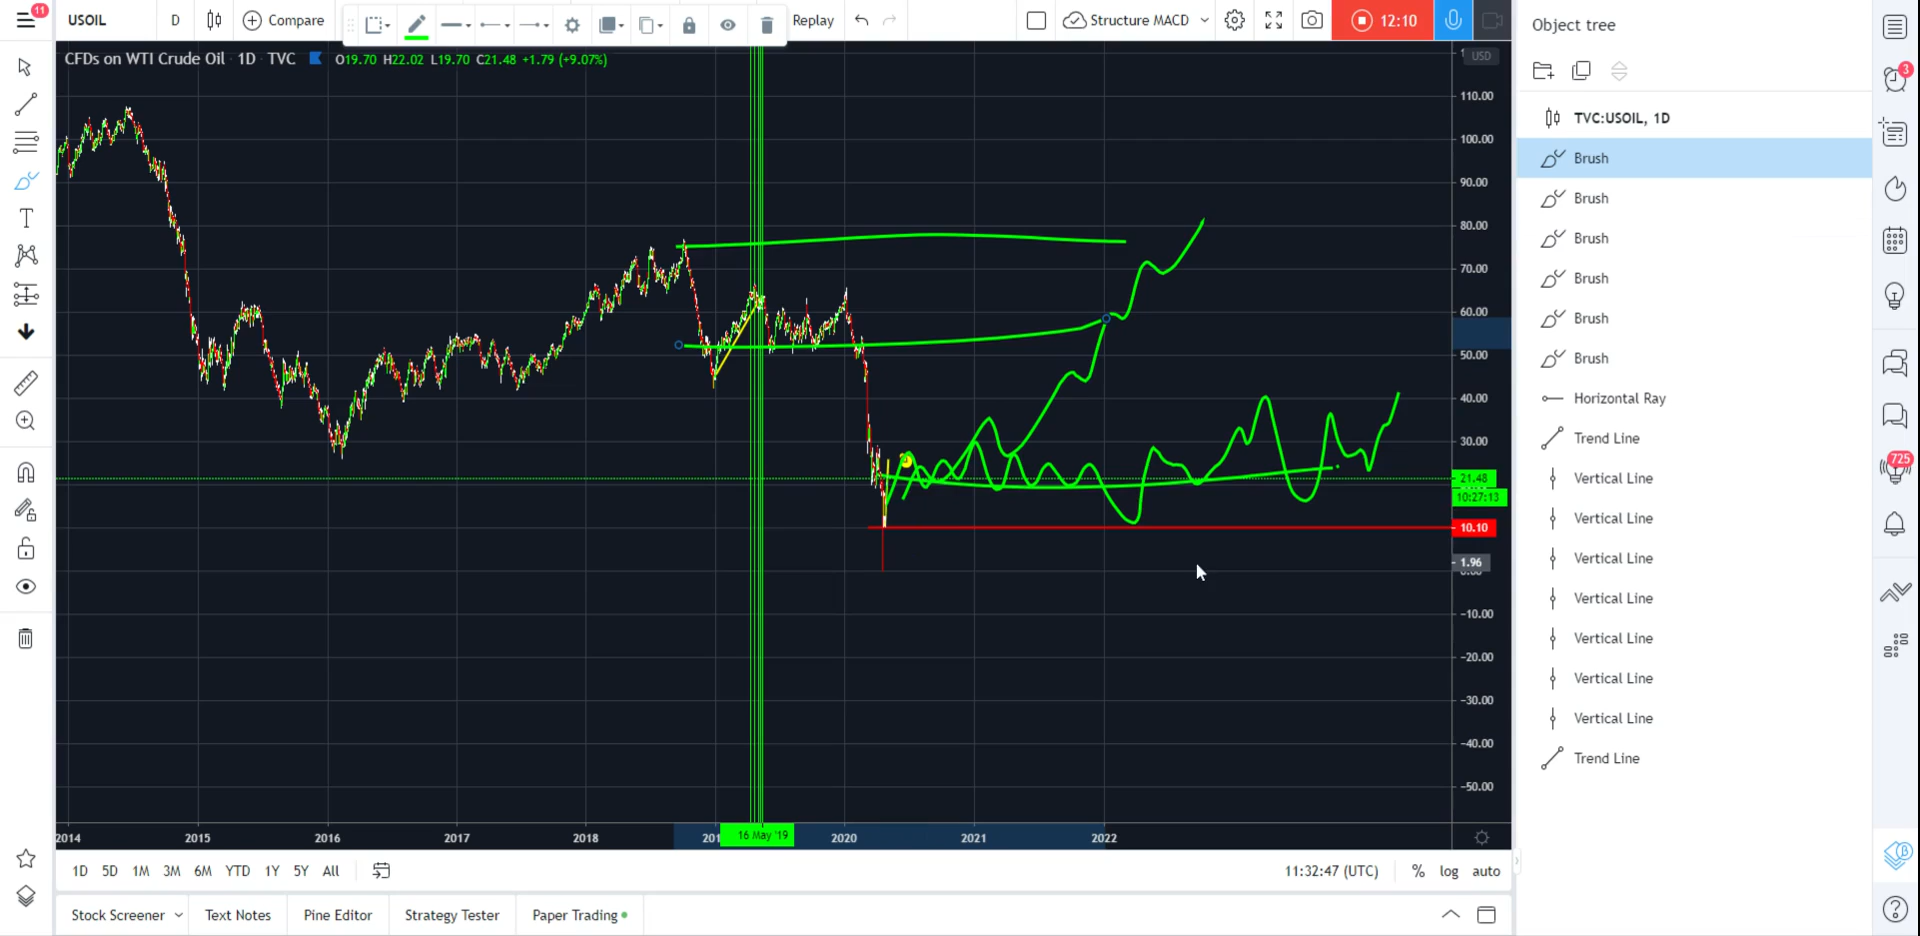 11
USOIL
D
Compare
Replay
Structure MACD
12:10
CFDs on WTI Crude Oil 1D TVC O19.70 H22.02 L19.70 C21.48 +1.79 (+9.07%)
USD
110.00
100.00
90.00
80.00
70.00
60.00
50.00
40.00
30.00
21.48
10:27:13
10.10
1.96
−10.00
−20.00
−30.00
−40.00
−50.00
2014 2015 2016 2017 2018 201 16 May '19 2020 2021 2022
1D 5D 1M 3M 6M YTD 1Y 5Y All
11:32:47 (UTC) % log auto
Stock Screener Text Notes Pine Editor Strategy Tester Paper Trading
Object tree
TVC:USOIL, 1D
Brush
Brush
Brush
Brush
Brush
Brush
Horizontal Ray
Trend Line
Vertical Line
Vertical Line
Vertical Line
Vertical Line
Vertical Line
Vertical Line
Vertical Line
Trend Line
3
725